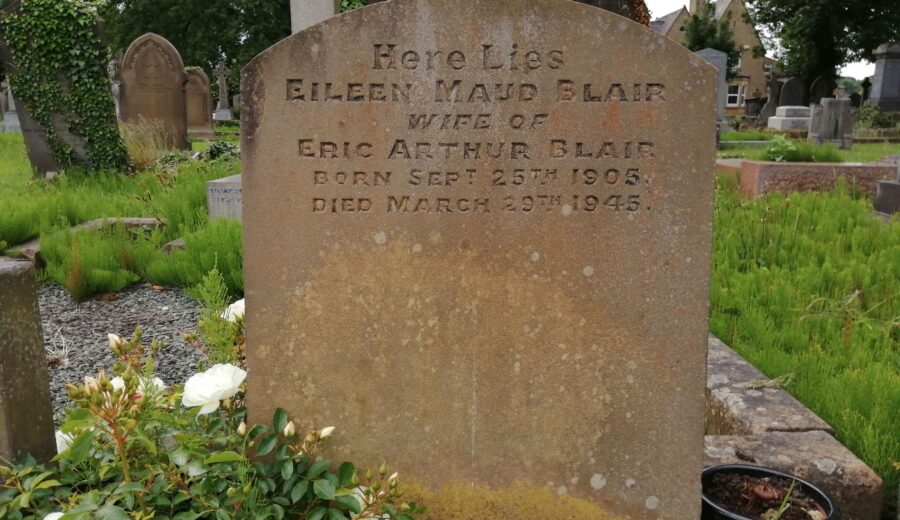 Here Lies
EILEEN MAUD BLAIR
WIFE OF
ERIC ARTHUR BLAIR
BORN SEPT 25TH 1905.
DIED MARCH 29TH 1945.